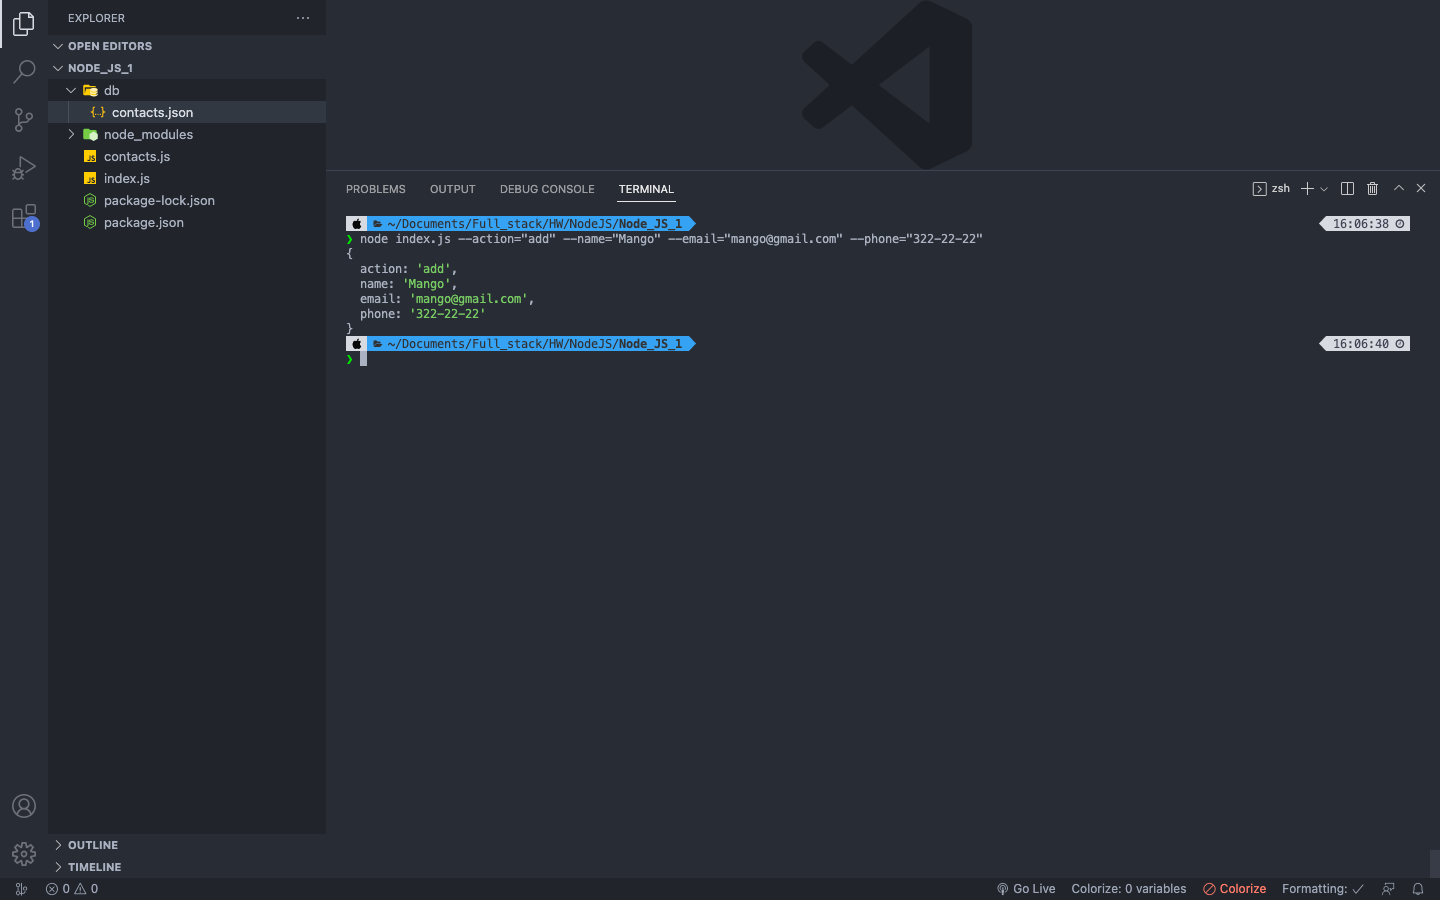 EXPLORER
OPEN EDITORS
NODE_JS_1
db
{..} contacts.json
node_modules
JS contacts.js
JS index.js
package-lock.json
package.json
1
OUTLINE
TIMELINE
PROBLEMS OUTPUT DEBUG CONSOLE TERMINAL zsh
~/Documents/Full_stack/HW/NodeJS/Node_JS_1 16:06:38
❯ node index.js --action="add" --name="Mango" --email="mango@gmail.com" --phone="322-22-22"
{
action: 'add',
name: 'Mango',
email: 'mango@gmail.com',
phone: '322-22-22'
}
~/Documents/Full_stack/HW/NodeJS/Node_JS_1 16:06:40
❯
0 0 Go Live Colorize: 0 variables Colorize Formatting: